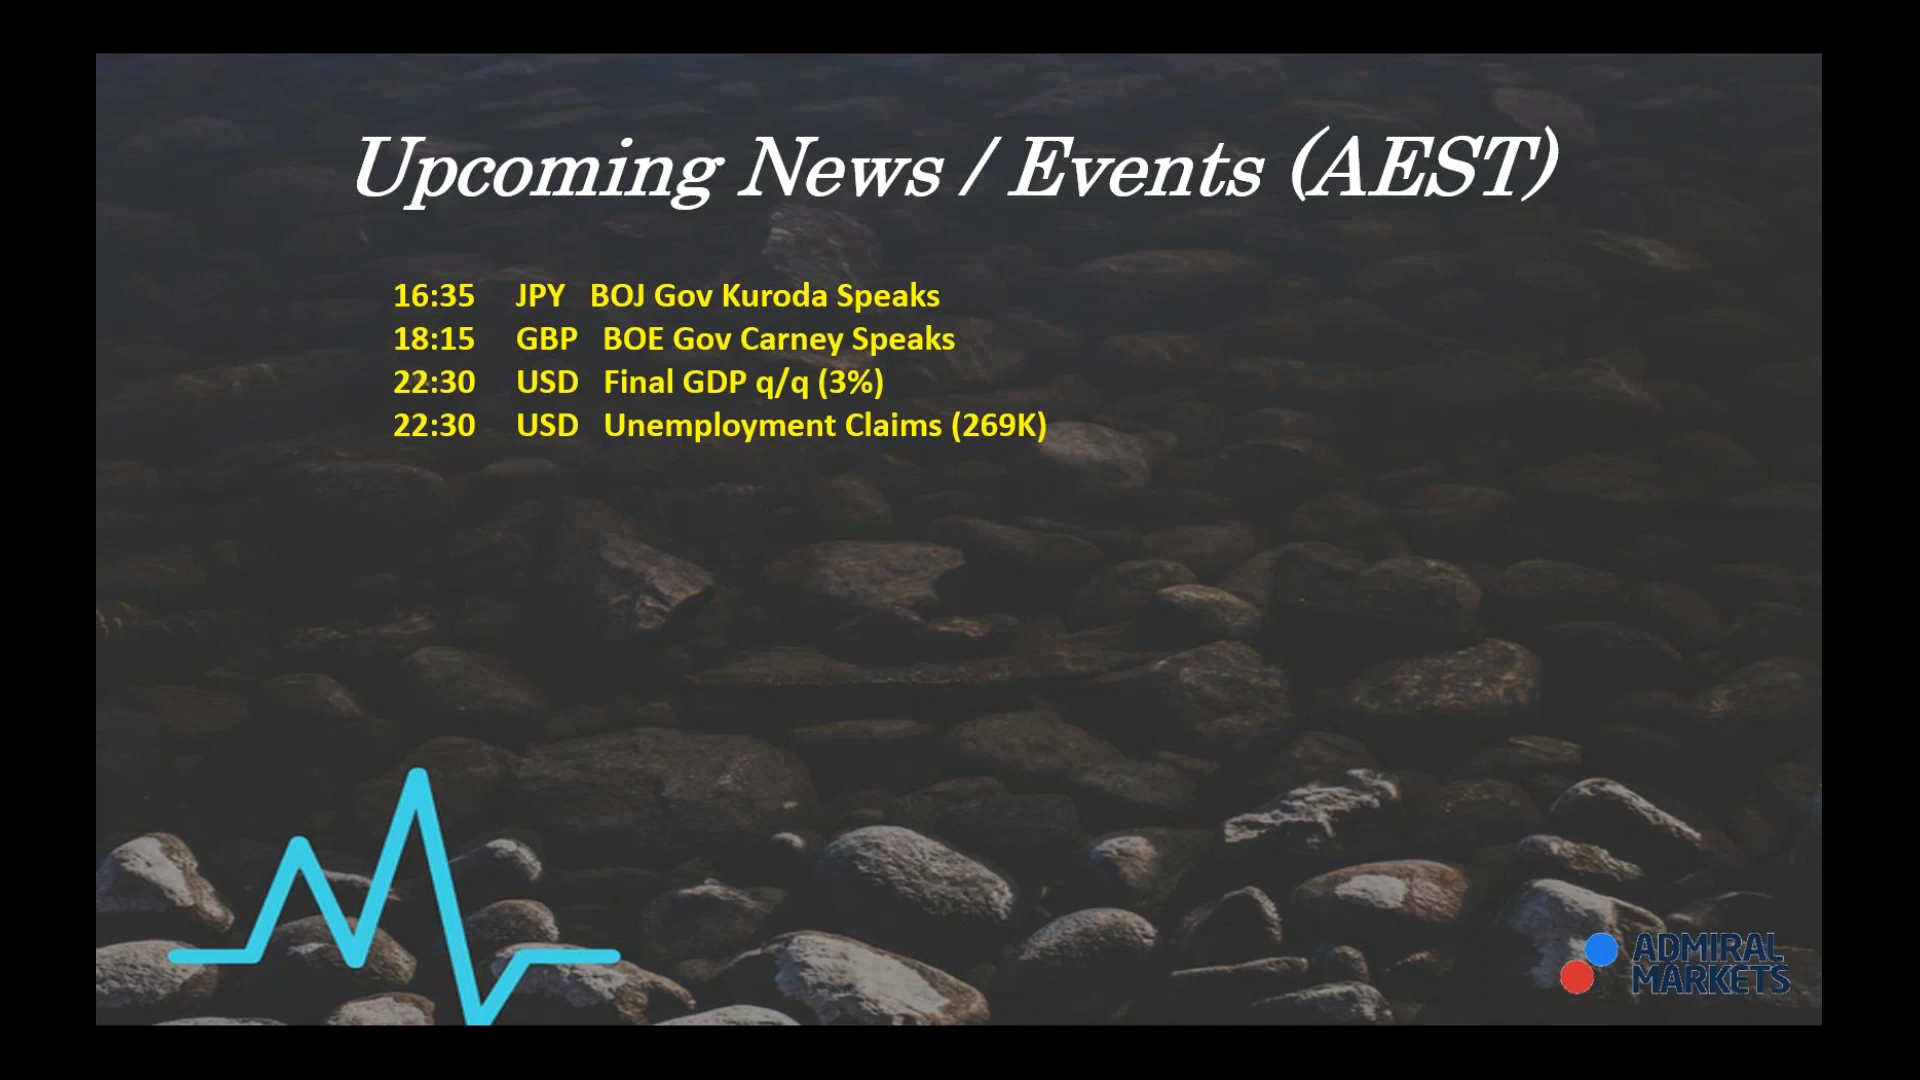 Upcoming News / Events (AEST)
16:35 JPY BOJ Gov Kuroda Speaks
18:15 GBP BOE Gov Carney Speaks
22:30 USD Final GDP q/q (3%)
22:30 USD Unemployment Claims (269K)
ADMIRAL
MARKETS